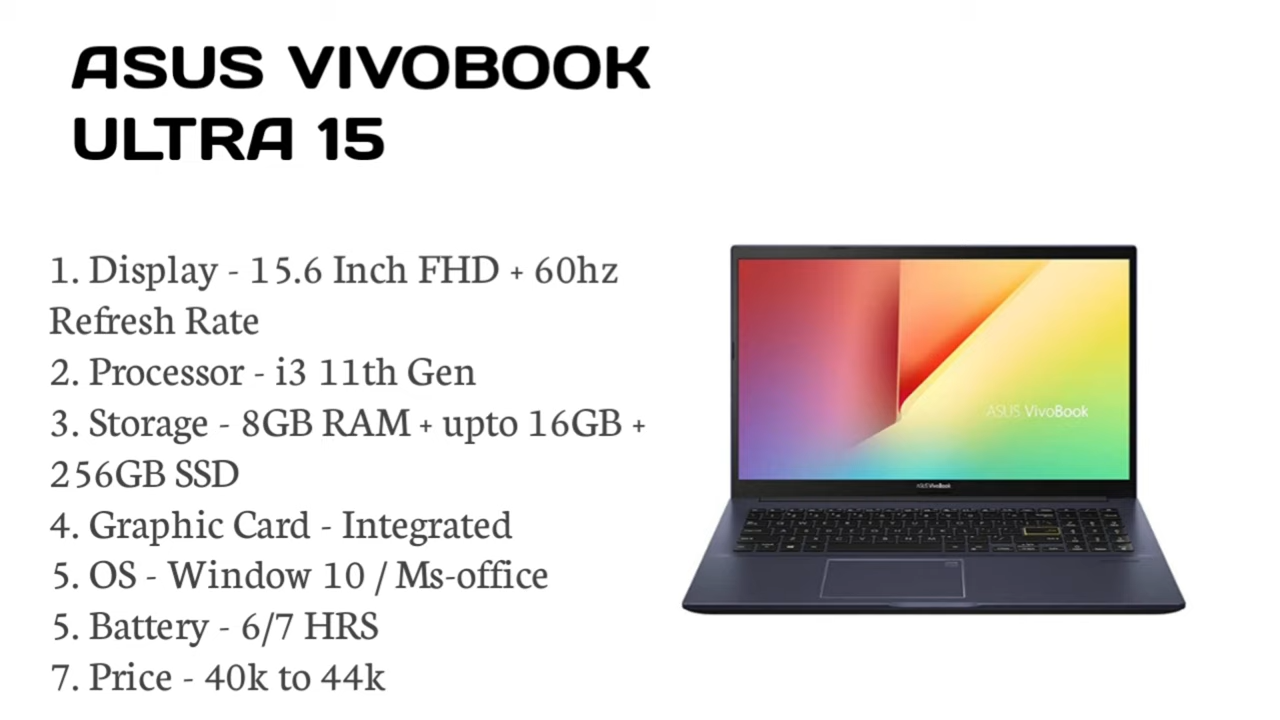 ASUS VIVOBOOK
ULTRA 15
1. Display - 15.6 Inch FHD + 60hz
Refresh Rate
2. Processor - i3 11th Gen
3. Storage - 8GB RAM + upto 16GB +
256GB SSD
4. Graphic Card - Integrated
5. OS - Window 10 / Ms-office
5. Battery - 6/7 HRS
7. Price - 40k to 44k
ASUS VivoBook
ASUS VivoBook